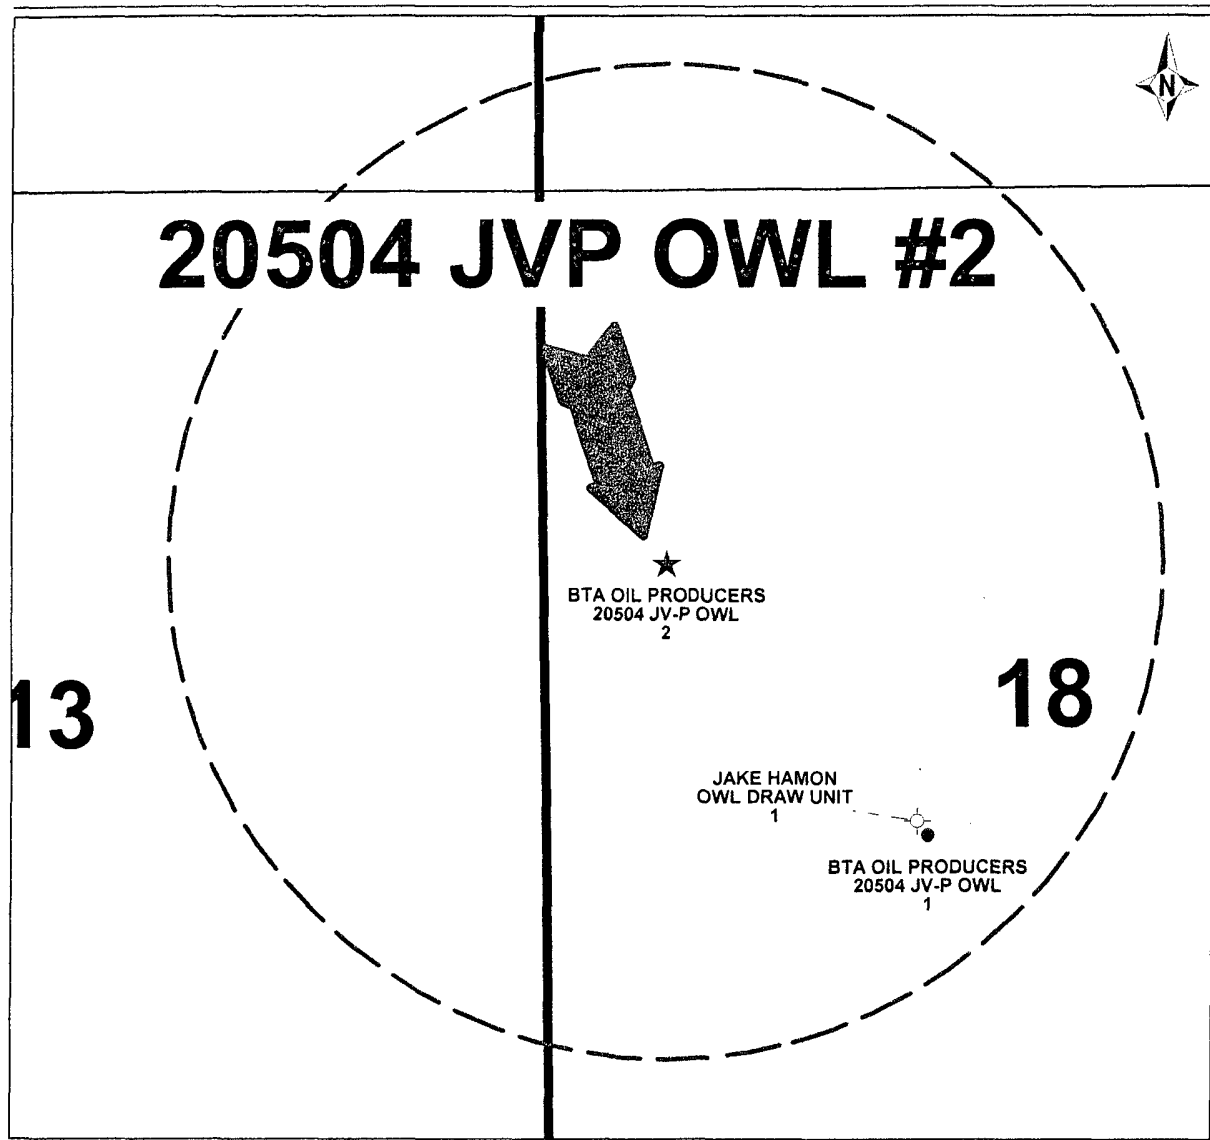 N
20504 JVP OWL #2
BTA OIL PRODUCERS
20504 JV-P OWL
2
13
18
JAKE HAMON
OWL DRAW UNIT
1
BTA OIL PRODUCERS
20504 JV-P OWL
1